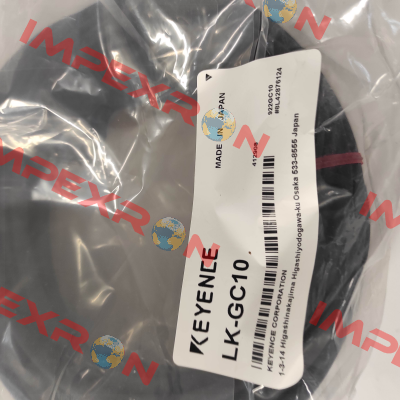 KEYENCE
LK-GC10
MADE IN JAPAN
KEYENCE CORPORATION
1-3-14 Higashinakajima Higashiyodogawa-ku Osaka 533-8555 Japan
IMPEXRON
IMPEXRON
IMPEXRON
IMPEXRON